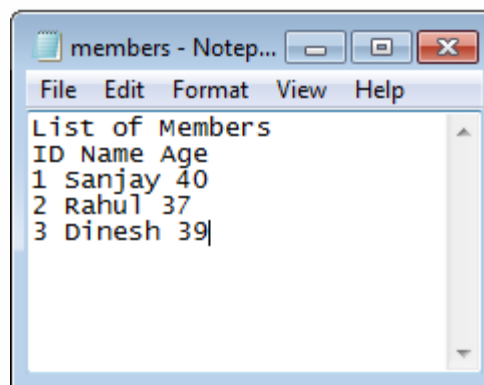 members - Notep...
File Edit Format View Help
List of Members
ID Name Age
1 Sanjay 40
2 Rahul 37
3 Dinesh 39